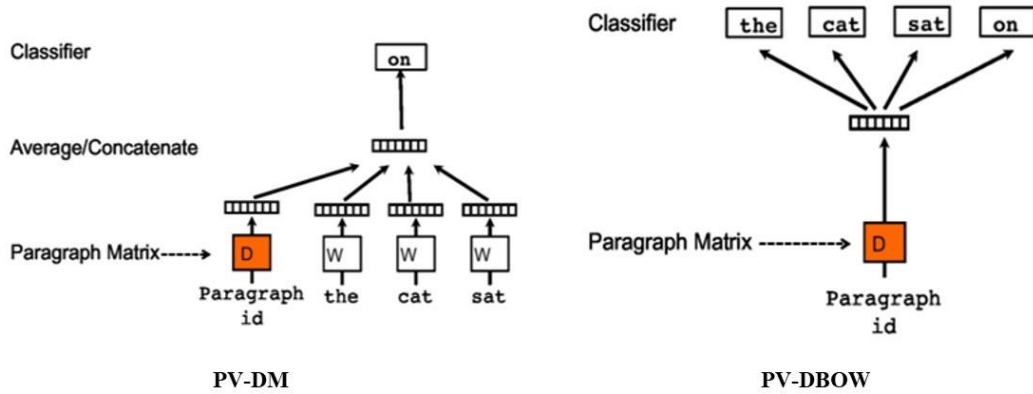 Classifier
on
Average/Concatenate
Paragraph Matrix
D W W W
Paragraph the cat sat
id
PV-DM
Classifier the cat sat on
Paragraph Matrix
D
Paragraph
id
PV-DBOW